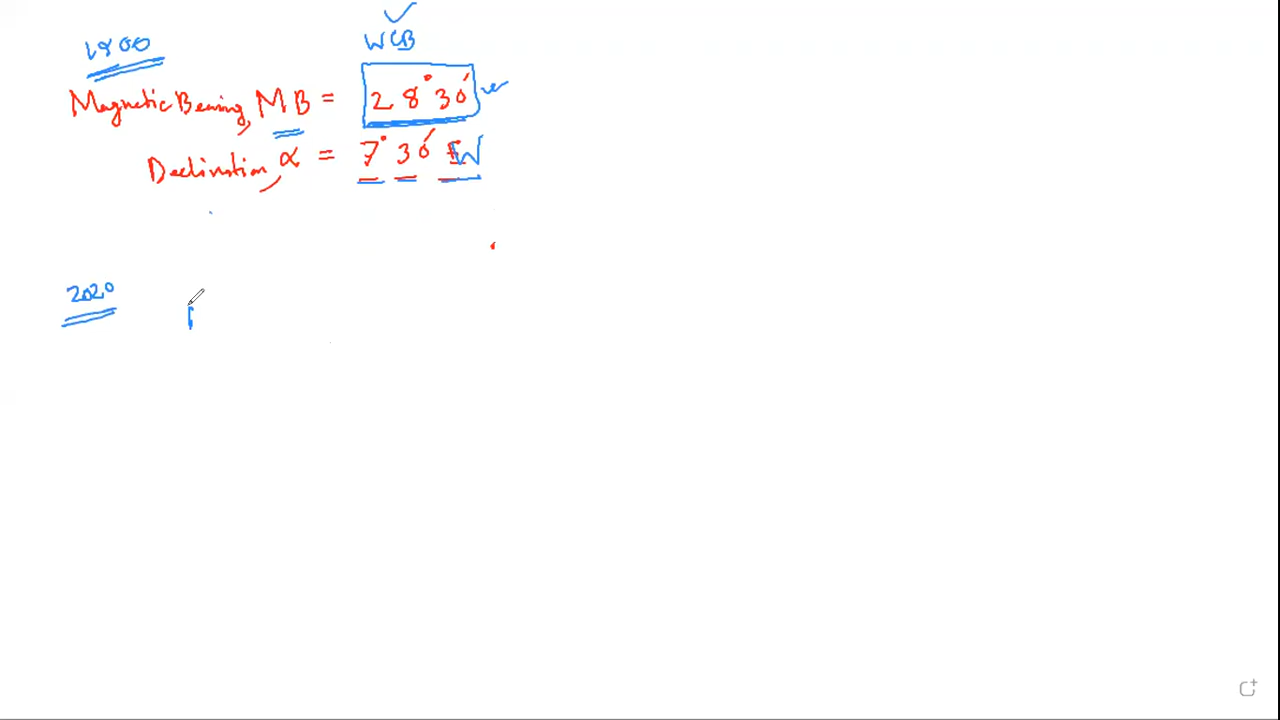 1800
WCB
Magnetic Bearing, MB = 28° 30'
Declination, α = 7° 30' W
2020